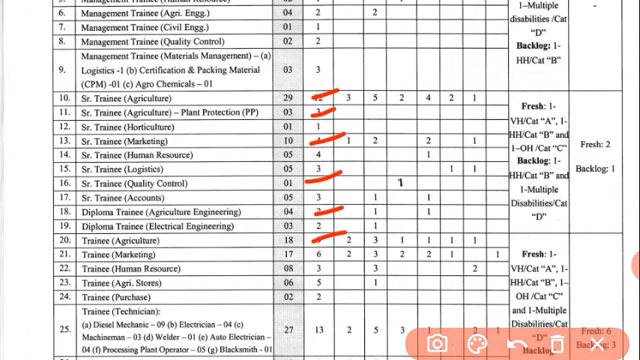 6. Management Trainee (Agri. Engg.) 04 2 2
7. Management Trainee (Civil Engg.) 01 1
8. Management Trainee (Quality Control) 02 2
9. Management Trainee (Materials Management) – (a) Logistics -1 (b) Certification & Packing Material (CPM) -01 (c) Agro Chemicals – 01 03 3
1-Multiple
disabilities/Cat
"D"
Backlog: 1-
HH/Cat "B"
-
10. Sr. Trainee (Agriculture) 29 3 5 2 4 2 1
11. Sr. Trainee (Agriculture) – Plant Protection (PP) 03
12. Sr. Trainee (Horticulture) 01 1
13. Sr. Trainee (Marketing) 10 1 2 2 1
14. Sr. Trainee (Human Resource) 05 4 1
15. Sr. Trainee (Logistics) 05 3 1 1
16. Sr. Trainee (Quality Control) 01 1
17. Sr. Trainee (Accounts) 05 3 1 1
18. Diploma Trainee (Agriculture Engineering) 04 2 1 1
19. Diploma Trainee (Electrical Engineering) 03 2 1
Fresh: 1-
VH/Cat "A", 1-
HH/Cat "B" and
1-OH /Cat "C"
Backlog: 1-
HH/Cat "B" and
1-Multiple
Disabilities/Cat
"D"
Fresh: 2
Backlog: 1
20. Trainee (Agriculture) 18 2 3 1 1 1 1
21. Trainee (Marketing) 17 6 2 3 2 2 1 1
22. Trainee (Human Resource) 08 3 3 2
23. Trainee (Agri. Stores) 06 5 1
24. Trainee (Purchase) 02 2
25. Trainee (Technician):
(a) Diesel Mechanic – 09 (b) Electrician – 04 (c)
Machineman – 03 (d) Welder – 01 (e) Auto Electrician –
04 (f) Processing Plant Operator – 05 (g) Blacksmith - 01
27 13 2 5 3
Fresh: 1-
VH/Cat "A", 1-
HH/Cat "B", 1-
OH /Cat "C"
and 1-Multiple
Disabilities/Cat
Fresh: 6
Backlog: 3